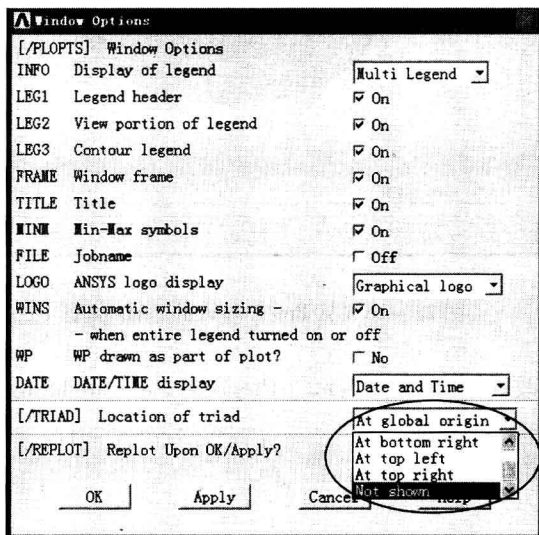 Window Options
[/PLOPTS] Window Options
INFO Display of legend Multi Legend
LEG1 Legend header On
LEG2 View portion of legend On
LEG3 Contour legend On
FRAME Window frame On
TITLE Title On
MINM Min-Max symbols On
FILE Jobname Off
LOGO ANSYS logo display Graphical logo
WINS Automatic window sizing - On
- when entire legend turned on or off
WP WP drawn as part of plot? No
DATE DATE/TIME display Date and Time
[/TRIAD] Location of triad At global origin
[/REPLOT] Replot Upon OK/Apply? At bottom right
At top left
At top right
Not shown
OK Apply Cancel Help